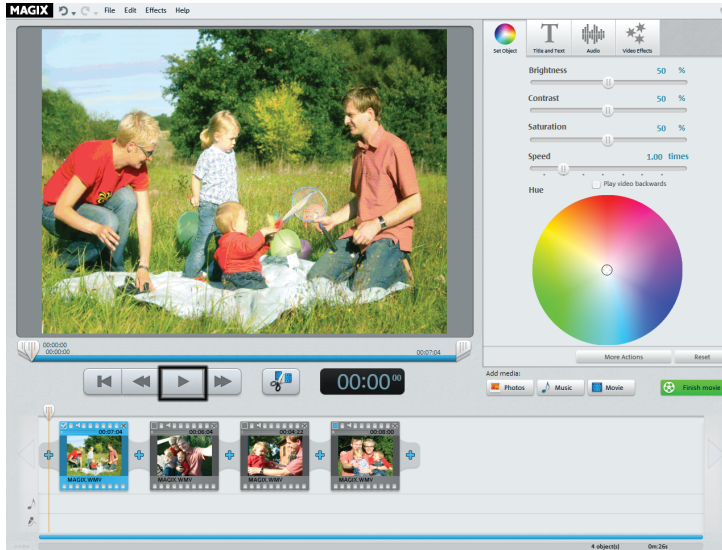 MAGIX File Edit Effects Help
Set Object Title and Text Audio Video Effects
Brightness 50 %
Contrast 50 %
Saturation 50 %
Speed 1.00 times
Play video backwards
Hue
00:00:00
00:00:00
00:07:04
More Actions Reset
Add media:
00:00 00
Photos Music Movie Finish movie
00:07:04 00:06:04 00:04:22 00:08:00
MAGIX.WMV MAGIX.WMV MAGIX.WMV MAGIX.WMV
4 object(s) 0m:26s